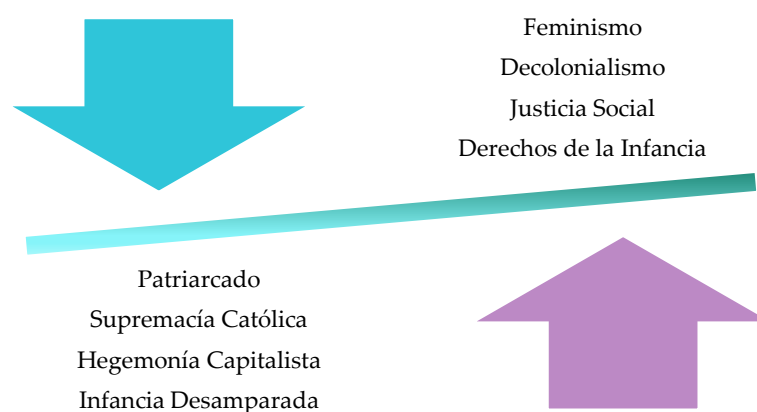 Feminismo
Decolonialismo
Justicia Social
Derechos de la Infancia
Patriarcado
Supremacía Católica
Hegemonía Capitalista
Infancia Desamparada